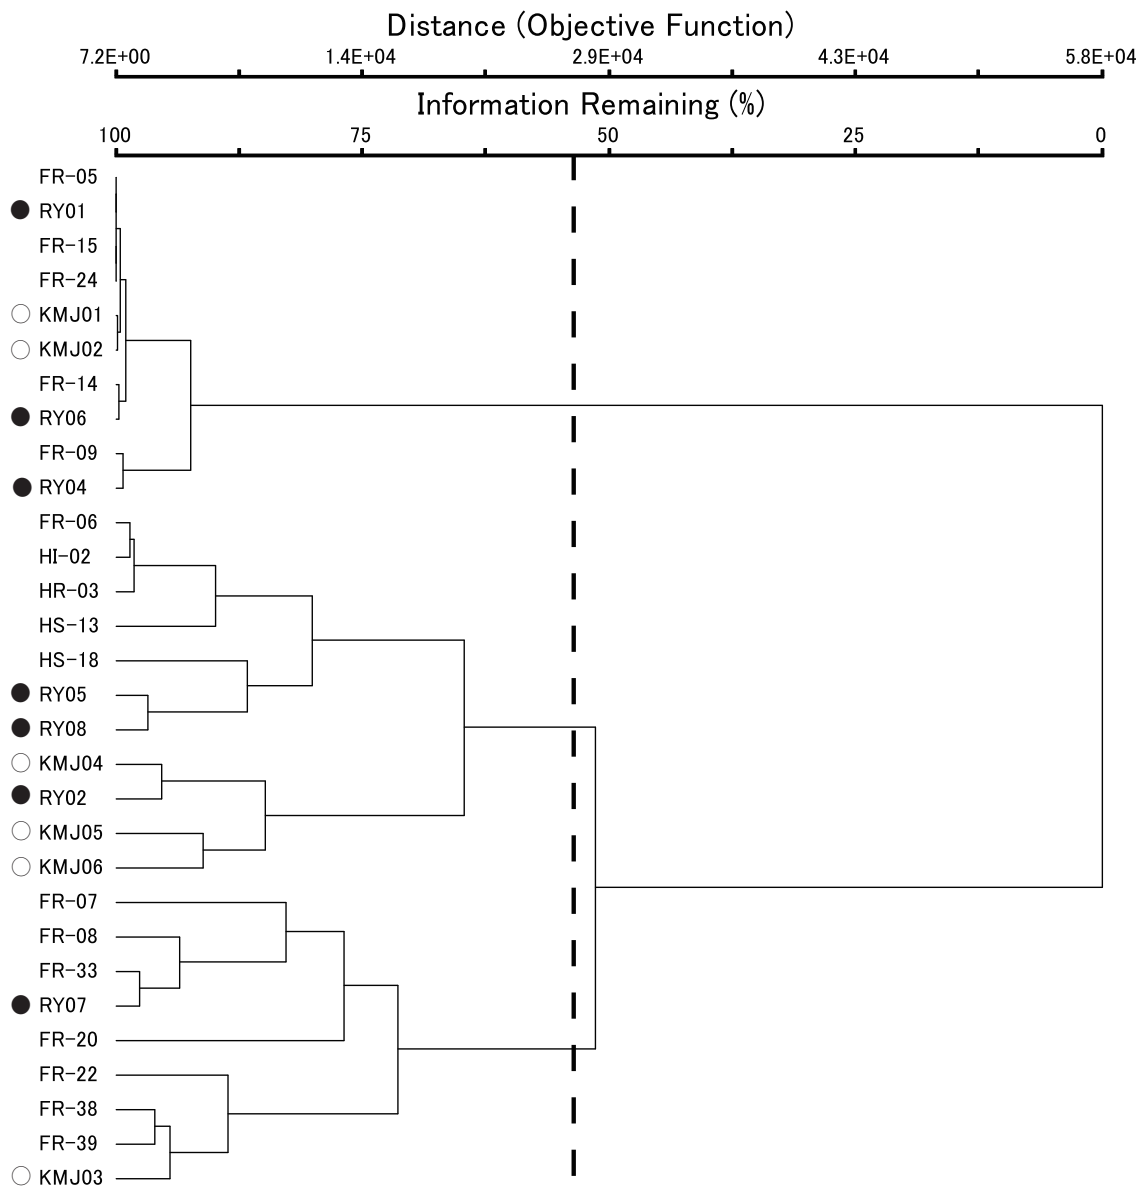 Distance (Objective Function)
7.2E+00 1.4E+04 2.9E+04 4.3E+04 5.8E+04
Information Remaining (%)
100 75 50 25 0
FR-05
RY01
FR-15
FR-24
KMJ01
KMJ02
FR-14
RY06
FR-09
RY04
FR-06
HI-02
HR-03
HS-13
HS-18
RY05
RY08
KMJ04
RY02
KMJ05
KMJ06
FR-07
FR-08
FR-33
RY07
FR-20
FR-22
FR-38
FR-39
KMJ03